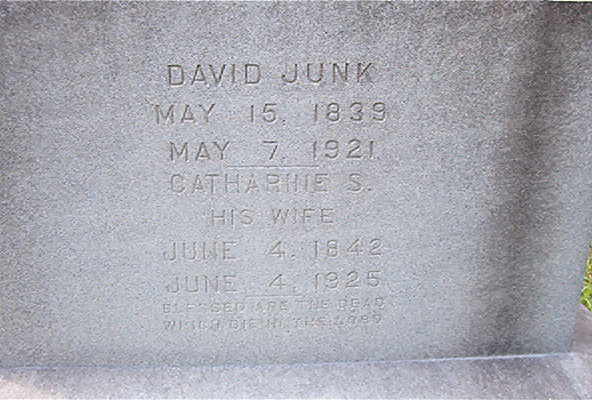 DAVID JUNK
MAY 15, 1839
MAY 7, 1921
CATHARINE S.
HIS WIFE
JUNE 4, 1842
JUNE 4, 1925
BLESSED ARE THE DEAD
WHICH DIE IN THE LORD